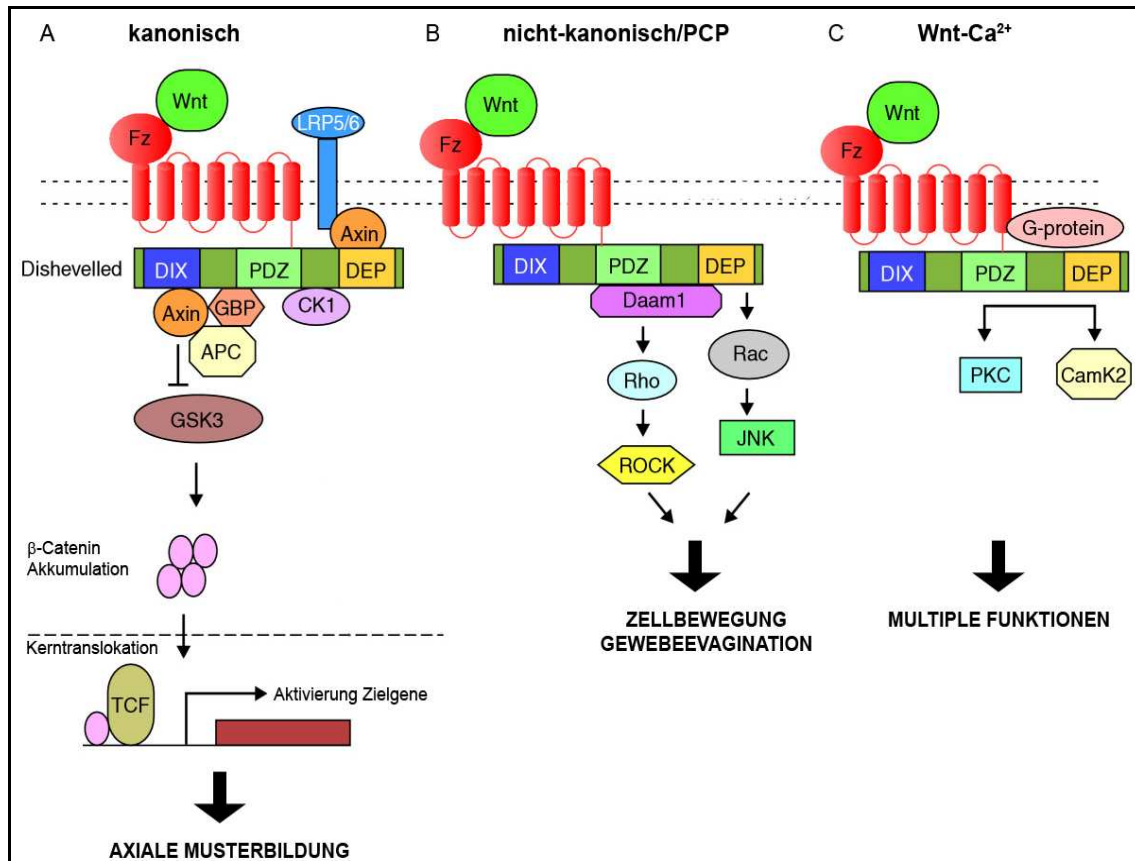 A
kanonisch
Wnt
Fz
LRP5/6
Axin
Dishevelled
DIX
PDZ
DEP
Axin
GBP
CK1
APC
GSK3
β-Catenin
Akkumulation
Kerntranslokation
TCF
Aktivierung Zielgene
AXIALE MUSTERBILDUNG
B
nicht-kanonisch/PCP
Wnt
Fz
DIX
PDZ
DEP
Daam1
Rho
Rac
ROCK
JNK
ZELLBEWEGUNG
GEWEBEEVAGINATION
C
Wnt-Ca²⁺
Wnt
Fz
G-protein
DIX
PDZ
DEP
PKC
CamK2
MULTIPLE FUNKTIONEN